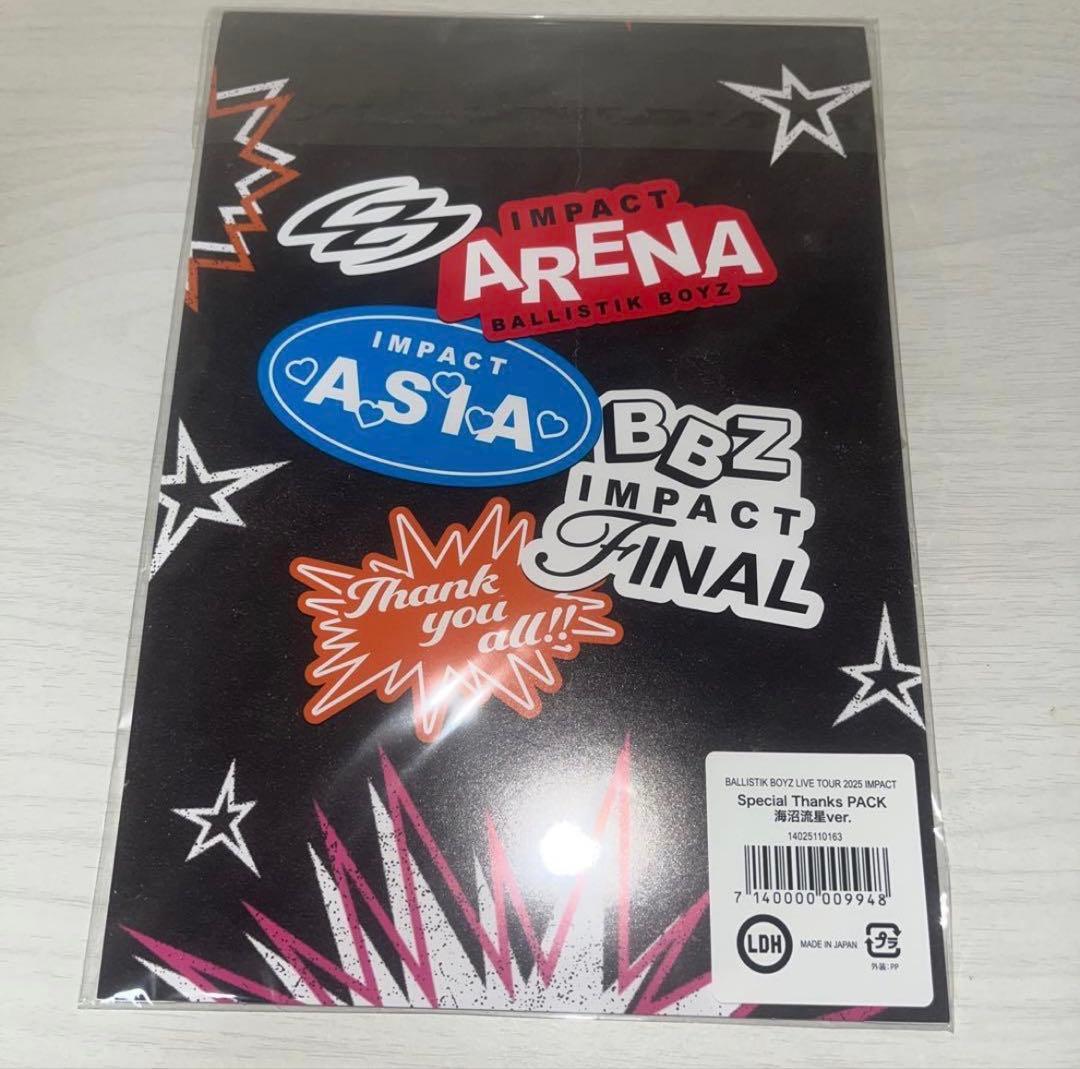 IMPACT
ARENA
BALLISTIK BOYZ
IMPACT
ASIA
BBZ
IMPACT
FINAL
Thank
you
all!!
BALLISTIK BOYZ LIVE TOUR 2025 IMPACT
Special Thanks PACK
海沼流星ver.
14025110163
7 140000 009948
LDH
MADE IN JAPAN
プラ
外装:PP